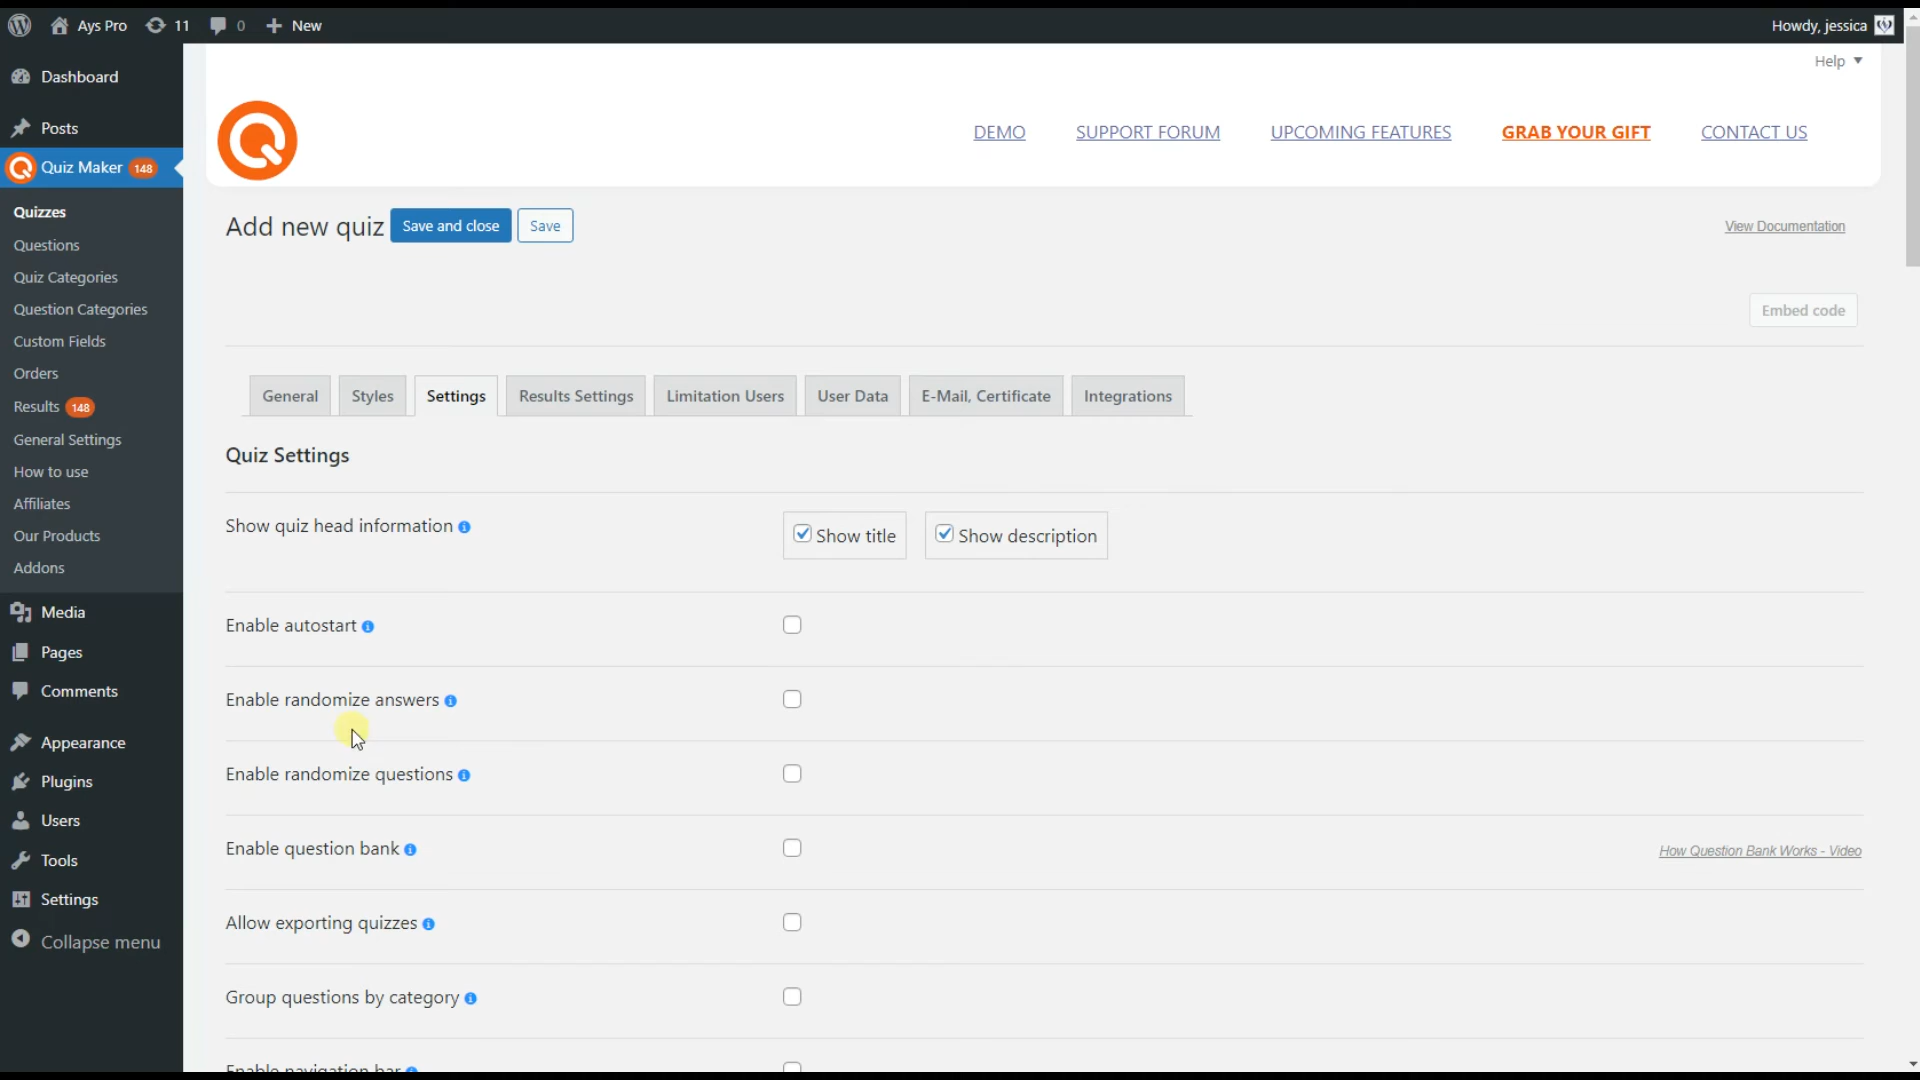 Ays Pro 11 0 New Howdy, jessica
Help
Dashboard
Posts
Quiz Maker 148
Quizzes
Questions
Quiz Categories
Question Categories
Custom Fields
Orders
Results 148
General Settings
How to use
Affiliates
Our Products
Addons
Media
Pages
Comments
Appearance
Plugins
Users
Tools
Settings
Collapse menu
DEMO SUPPORT FORUM UPCOMING FEATURES GRAB YOUR GIFT CONTACT US
Add new quiz Save and close Save View Documentation
Embed code
General Styles Settings Results Settings Limitation Users User Data E-Mail, Certificate Integrations
Quiz Settings
Show quiz head information Show title Show description
Enable autostart
Enable randomize answers
Enable randomize questions
Enable question bank How Question Bank Works - Video
Allow exporting quizzes
Group questions by category
Enable navigation bar